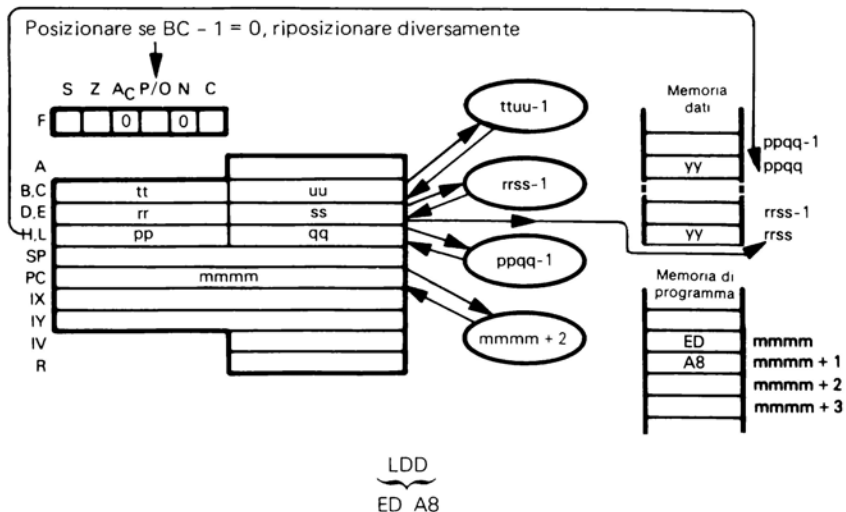 Posizionare se BC - 1 = 0, riposizionare diversamente
S Z AC P/O N C
F 0 0
A
B,C tt uu
D,E rr ss
H,L pp qq
SP
PC mmmm
IX
IY
IV
R
ttuu-1
rrss-1
ppqq-1
mmmm + 2
Memoria
dati
ppqq-1
yy ppqq
rrss-1
yy rrss
Memoria di
programma
ED mmmm
A8 mmmm + 1
mmmm + 2
mmmm + 3
LDD
ED A8